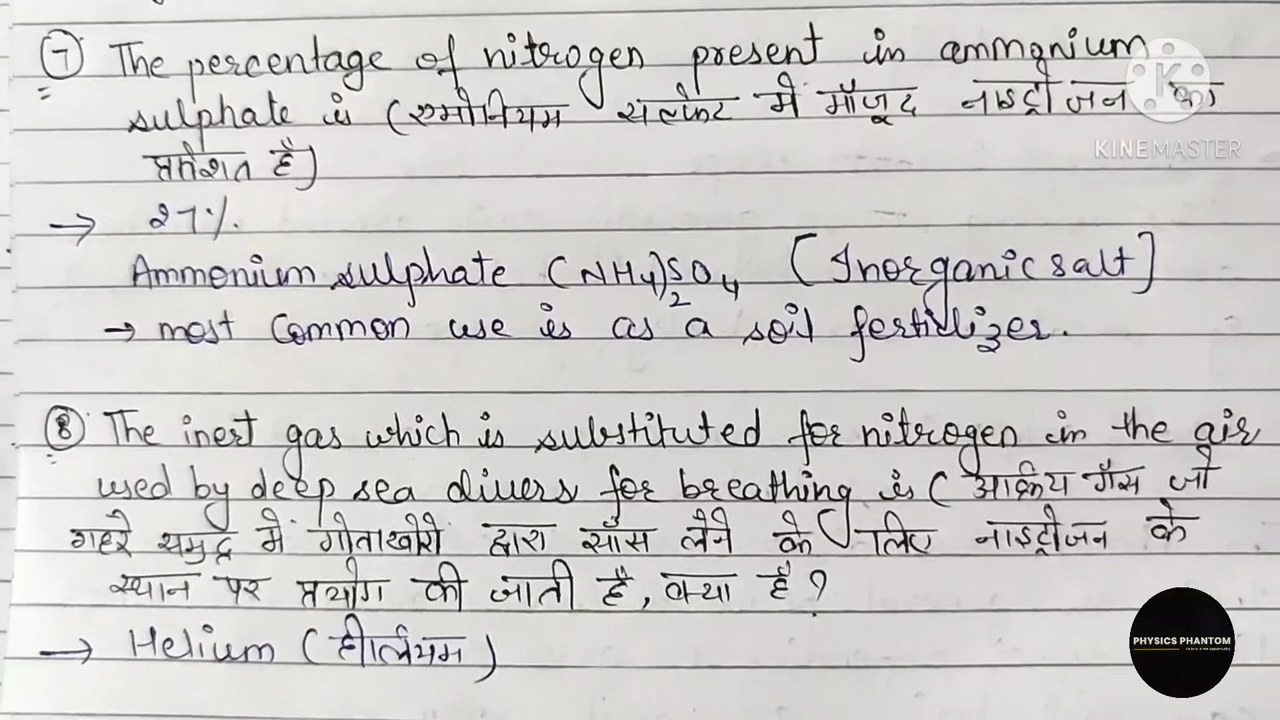 ⑦ The percentage of nitrogen present in ammonium
sulphate is (एमोनियम सल्फेट में मौजूद नाइट्रोजन का
प्रतिशत है)
→ 27%.
Ammonium sulphate (NH4)2SO4 [Inorganic salt]
→ most Common use is as a soil fertilizer.
⑧ The inert gas which is substituted for nitrogen in the air
used by deep sea divers for breathing is (अक्रिय गैस जो
गहरे समुद्र में गोताखोरो द्वारा साँस लेने के लिए नाइट्रोजन के
स्थान पर प्रयोग की जाती है, क्या है?
→ Helium (हीलियम)
KINEMASTER
PHYSICS PHANTOM